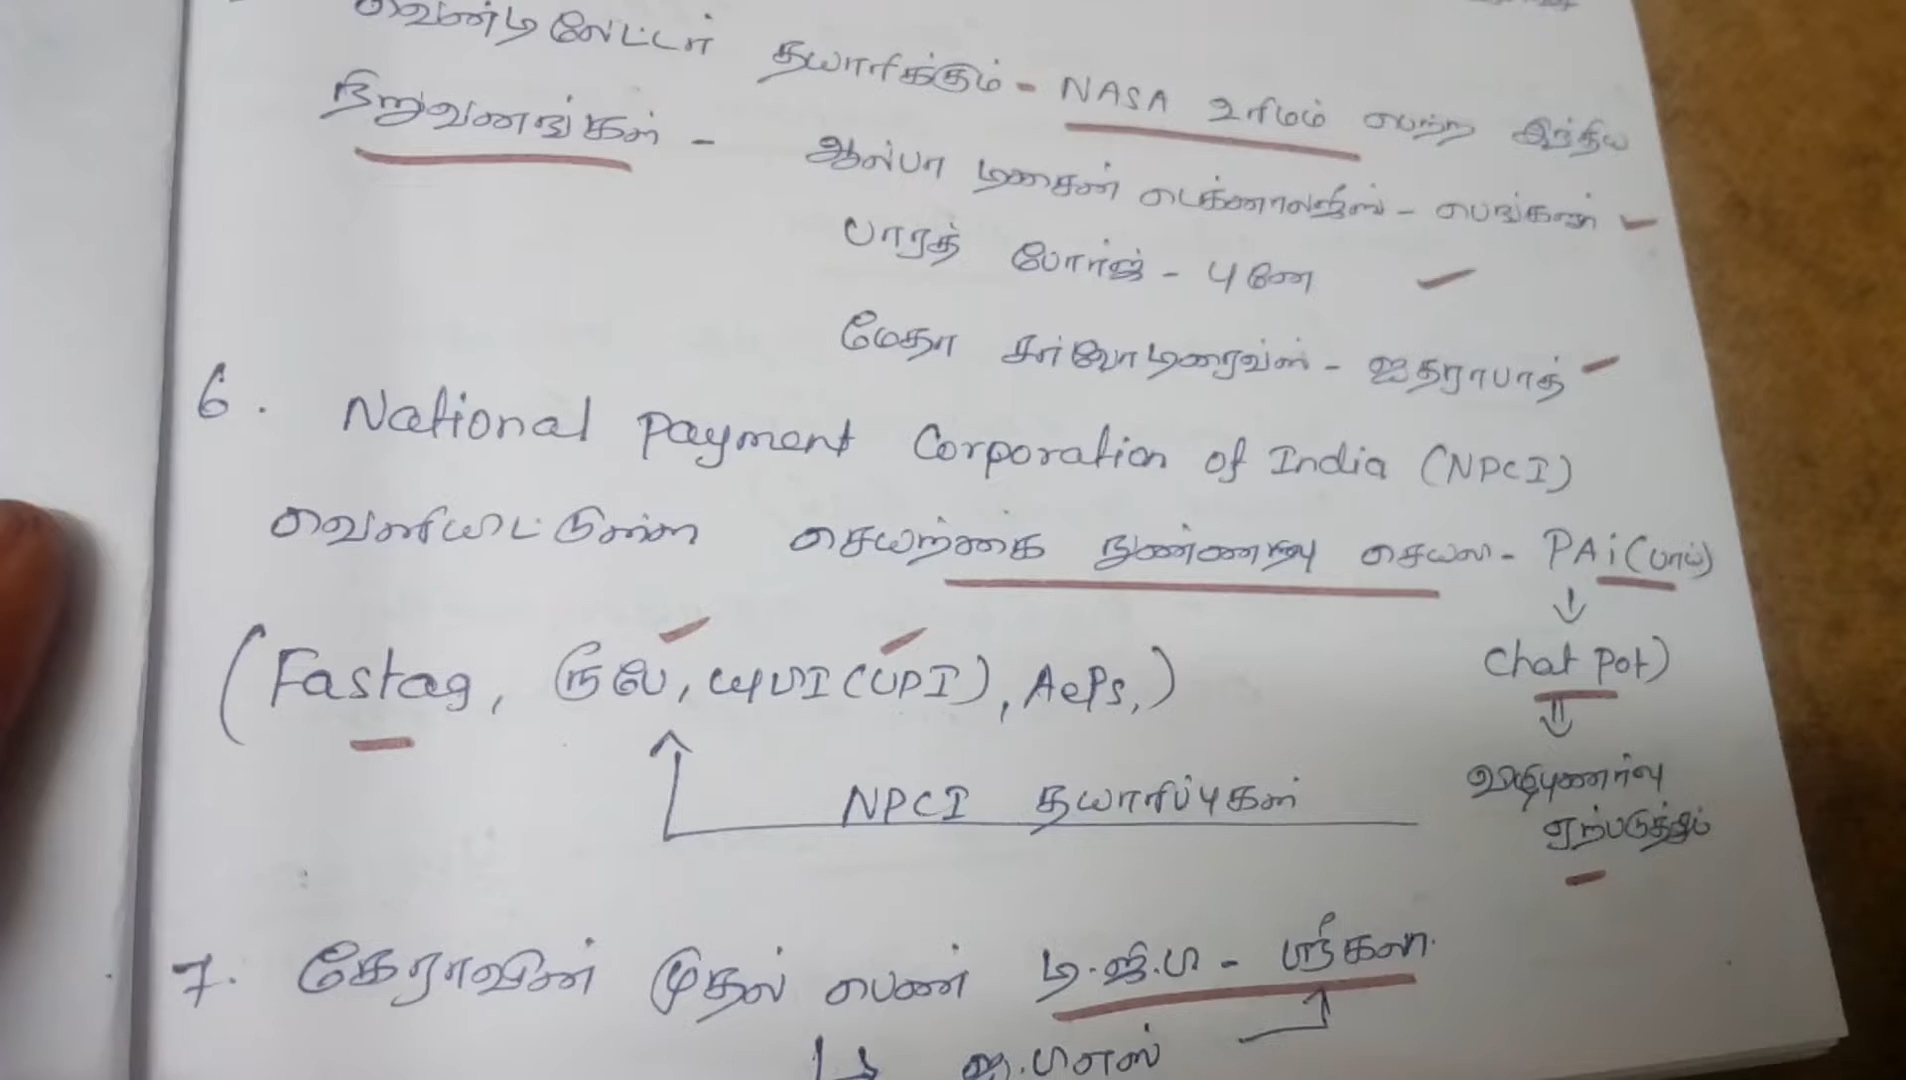 வெண்டிலேட்டர் தயாரிக்கும் - NASA உரிமம் பெற்ற இந்திய
நிறுவனங்கள் - ஆல்பா டிசைன் டெக்னாலஜிஸ் - பெங்களூர்
பாரத் போர்ஜ் - புனே
மேதா சர்வோ டிரைவ்ஸ் - ஐதராபாத்
6. National Payment Corporation of India (NPCI)
வெளியிட்டுள்ள செயற்கை நுண்ணறிவு செயலி - PAi (பாய்)
↓
Chat Pot)
⇓
விழிபுணர்வு
ஏற்படுத்தும்
(Fastag, ரூபே, யுபிI (UPI), AePs,)
NPCI தயாரிப்புகள்
7. கேரளாவின் முதல் பெண் டி.ஜி.பி - ஸ்ரீகலா.
ஐ.பிஎஸ்